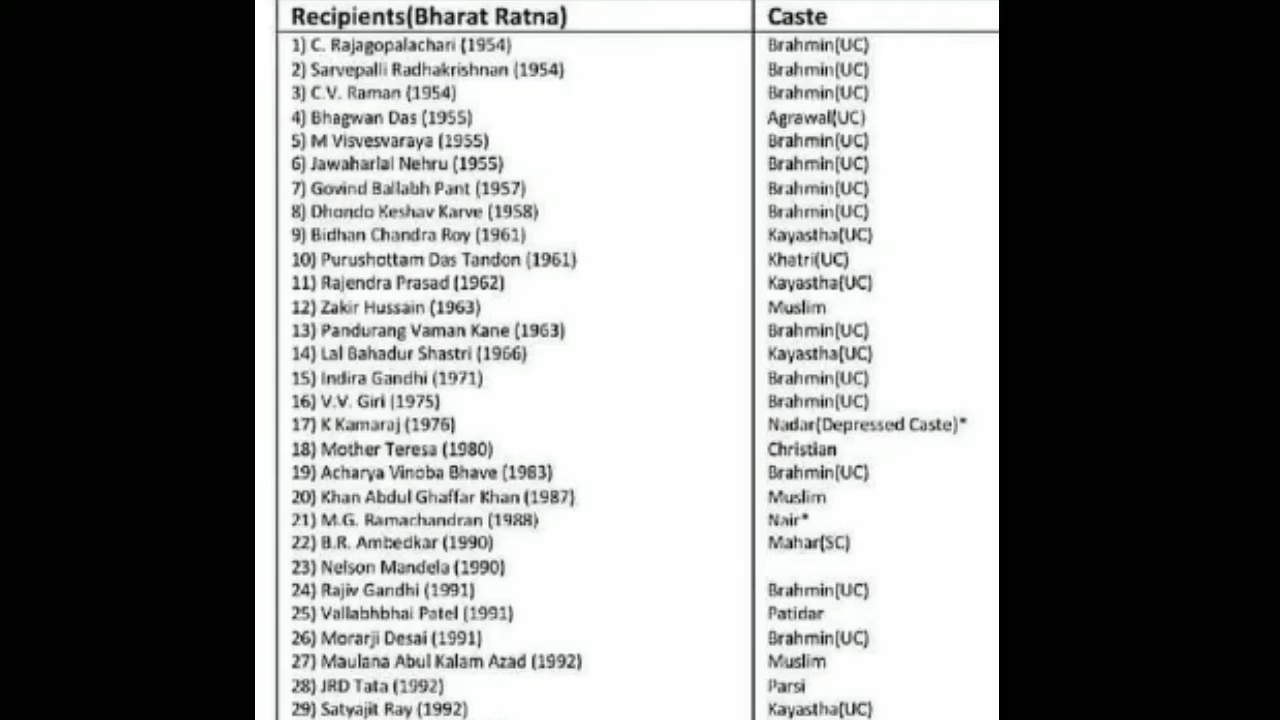 Recipients(Bharat Ratna) Caste
1) C. Rajagopalachari (1954) Brahmin(UC)
2) Sarvepalli Radhakrishnan (1954) Brahmin(UC)
3) C.V. Raman (1954) Brahmin(UC)
4) Bhagwan Das (1955) Agrawal(UC)
5) M Visvesvaraya (1955) Brahmin(UC)
6) Jawaharlal Nehru (1955) Brahmin(UC)
7) Govind Ballabh Pant (1957) Brahmin(UC)
8) Dhondo Keshav Karve (1958) Brahmin(UC)
9) Bidhan Chandra Roy (1961) Kayastha(UC)
10) Purushottam Das Tandon (1961) Khatri(UC)
11) Rajendra Prasad (1962) Kayastha(UC)
12) Zakir Hussain (1963) Muslim
13) Pandurang Vaman Kane (1963) Brahmin(UC)
14) Lal Bahadur Shastri (1966) Kayastha(UC)
15) Indira Gandhi (1971) Brahmin(UC)
16) V.V. Giri (1975) Brahmin(UC)
17) K Kamaraj (1976) Nadar(Depressed Caste)*
18) Mother Teresa (1980) Christian
19) Acharya Vinoba Bhave (1983) Brahmin(UC)
20) Khan Abdul Ghaffar Khan (1987) Muslim
21) M.G. Ramachandran (1988) Nair*
22) B.R. Ambedkar (1990) Mahar(SC)
23) Nelson Mandela (1990)
24) Rajiv Gandhi (1991) Brahmin(UC)
25) Vallabhbhai Patel (1991) Patidar
26) Morarji Desai (1991) Brahmin(UC)
27) Maulana Abul Kalam Azad (1992) Muslim
28) JRD Tata (1992) Parsi
29) Satyajit Ray (1992) Kayastha(UC)